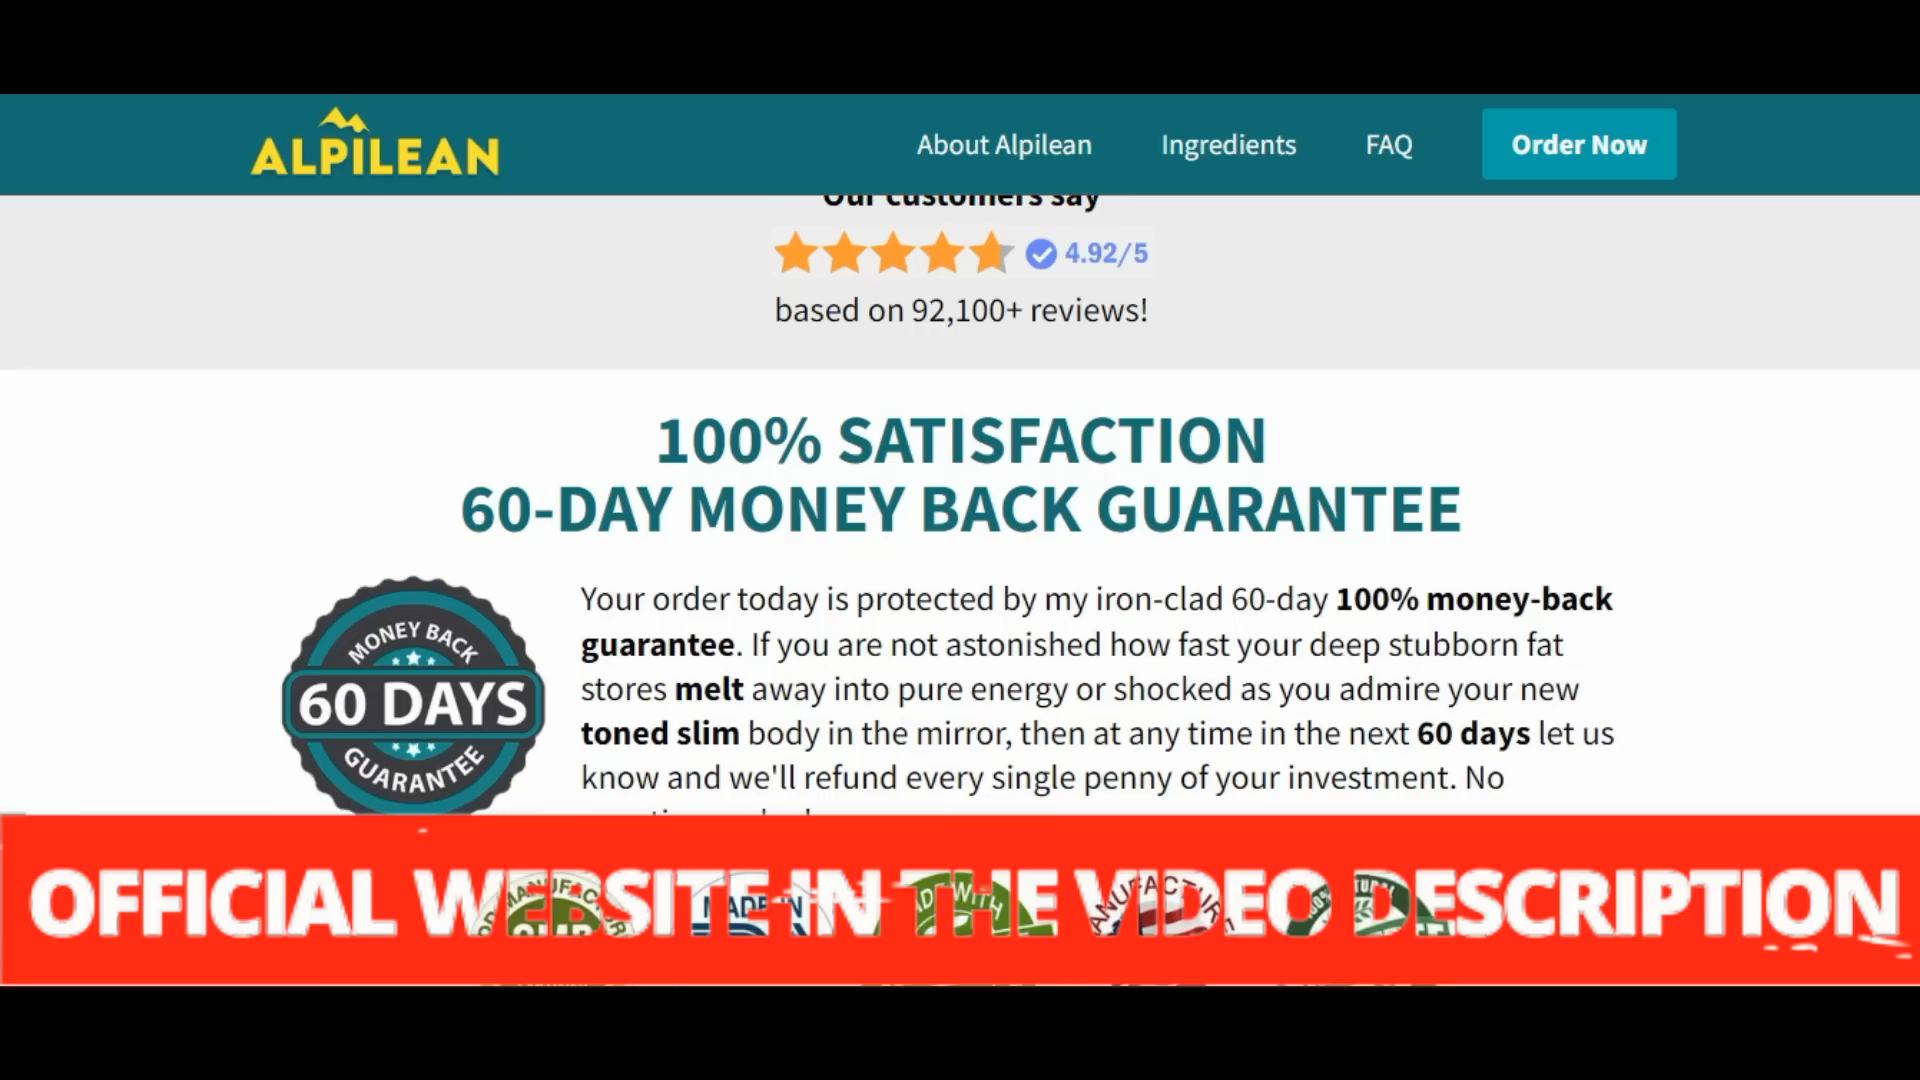 ALPILEAN
About Alpilean
Ingredients
FAQ
Order Now
Our customers say
4.92/5
based on 92,100+ reviews!
100% SATISFACTION
60-DAY MONEY BACK GUARANTEE
MONEY BACK
60 DAYS
GUARANTEE
Your order today is protected by my iron-clad 60-day 100% money-back
guarantee. If you are not astonished how fast your deep stubborn fat
stores melt away into pure energy or shocked as you admire your new
toned slim body in the mirror, then at any time in the next 60 days let us
know and we'll refund every single penny of your investment. No
OFFICIAL WEBSITE IN THE VIDEO DESCRIPTION
MADE IN